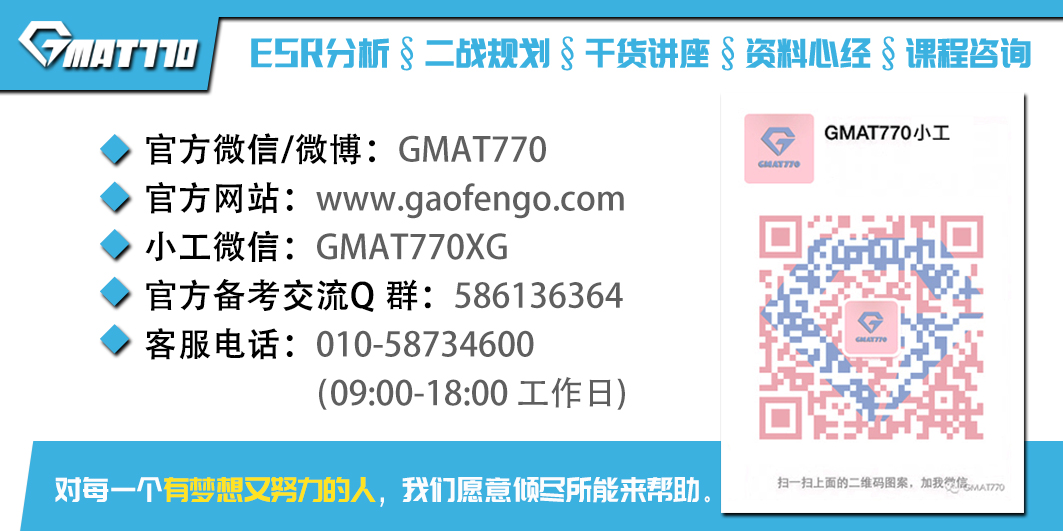 GMAT770
ESR分析 § 二战规划 § 干货讲座 § 资料心经 § 课程咨询
官方微信/微博：GMAT770
官方网站：www.gaofengo.com
小工微信：GMAT770XG
官方备考交流Q 群：586136364
客服电话：010-58734600
(09:00-18:00 工作日)
GMAT770
GMAT770小工
GMAT770
扫一扫上面的二维码图案，加我微信
GMAT770
对每一个有梦想又努力的人，我们愿意倾尽所能来帮助。